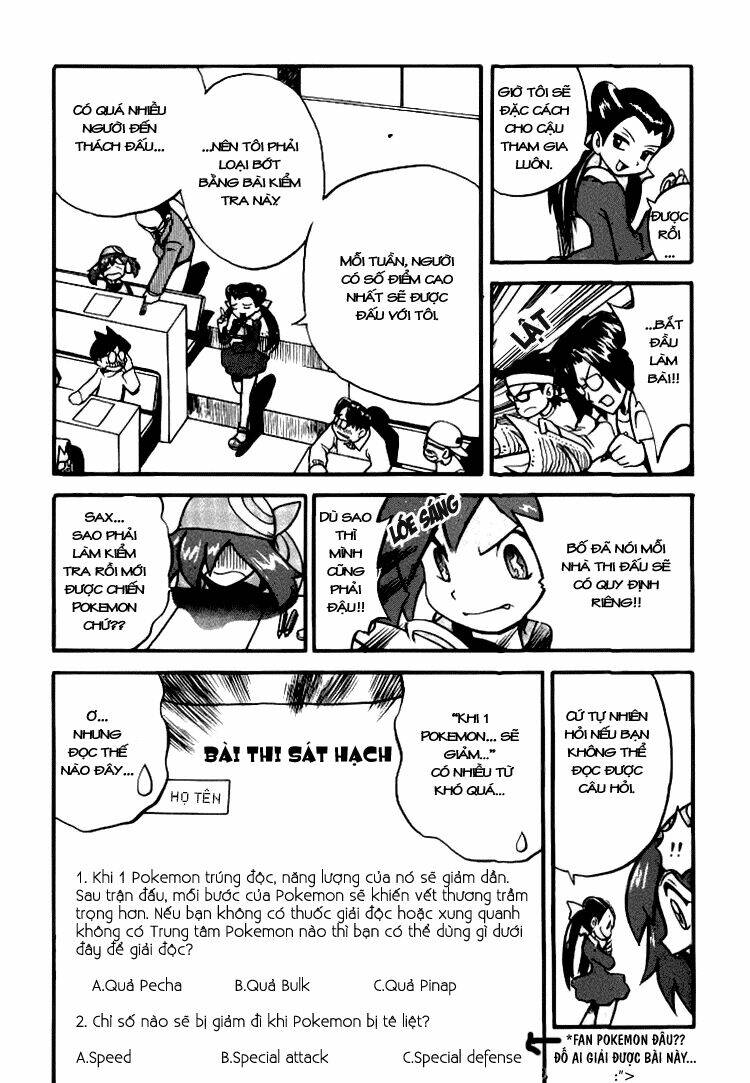 CÓ QUÁ NHIỀU
NGƯỜI ĐẾN
THÁCH ĐẤU...
...NÊN TÔI PHẢI
LOẠI BỚT
BẰNG BÀI KIỂM
TRA NÀY.
MỖI TUẦN, NGƯỜI
CÓ SỐ ĐIỂM CAO
NHẤT SẼ ĐƯỢC
ĐẤU VỚI TÔI.
GIỜ TÔI SẼ
ĐẶC CÁCH
CHO CẬU
THAM GIA
LUÔN.
ĐƯỢC
RỒI
...
LẬT
...BẮT
ĐẦU
LÀM
BÀI!!
SAX...
SAO PHẢI
LÀM KIỂM
TRA RỒI MỚI
ĐƯỢC CHIẾN
POKEMON
CHỨ??
DÙ SAO
THÌ
MÌNH
CŨNG
PHẢI
ĐẬU!!
LÓE SÁNG
BỐ ĐÃ NÓI MỖI
NHÀ THI ĐẤU SẼ
CÓ QUY ĐỊNH
RIÊNG!!
Ơ...
NHƯNG
ĐỌC THẾ
NÀO ĐÂY...
"KHI 1
POKEMON... SẼ
GIẢM..."
CÓ NHIỀU TỪ
KHÓ QUÁ...
BÀI THI SÁT HẠCH
HỌ TÊN
1. Khi 1 Pokemon trúng độc, năng lượng của nó sẽ giảm dần.
Sau trận đấu, mỗi bước của Pokemon sẽ khiến vết thương trầm
trọng hơn. Nếu bạn không có thuốc giải độc hoặc xung quanh
không có Trung tâm Pokemon nào thì bạn có thể dùng gì dưới
đây để giải độc?
A.Quả Pecha B.Quả Bulk C.Quả Pinap
2. Chỉ số nào sẽ bị giảm đi khi Pokemon bị tê liệt?
A.Speed B.Special attack C.Special defense
CỨ TỰ NHIÊN
HỎI NẾU BẠN
KHÔNG THỂ
ĐỌC ĐƯỢC
CÂU HỎI.
!!
*FAN POKEMON ĐÂU??
ĐỐ AI GIẢI ĐƯỢC BÀI NÀY...
:">